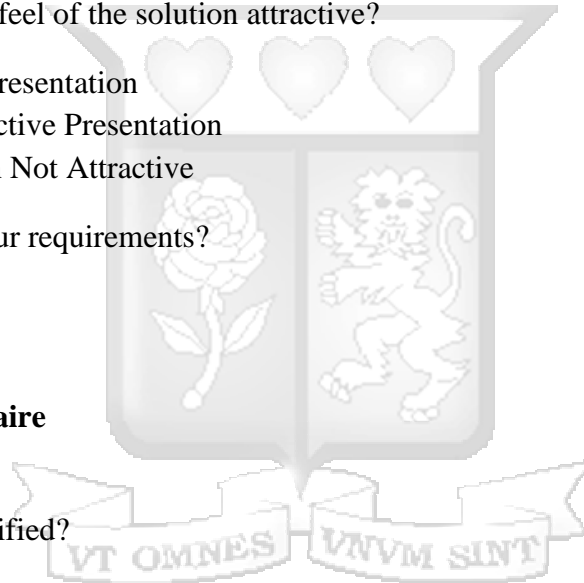 feel of the solution attractive?
resentation
ctive Presentation
Not Attractive
ur requirements?
aire
ified?
VT OMNES VNVM SINT